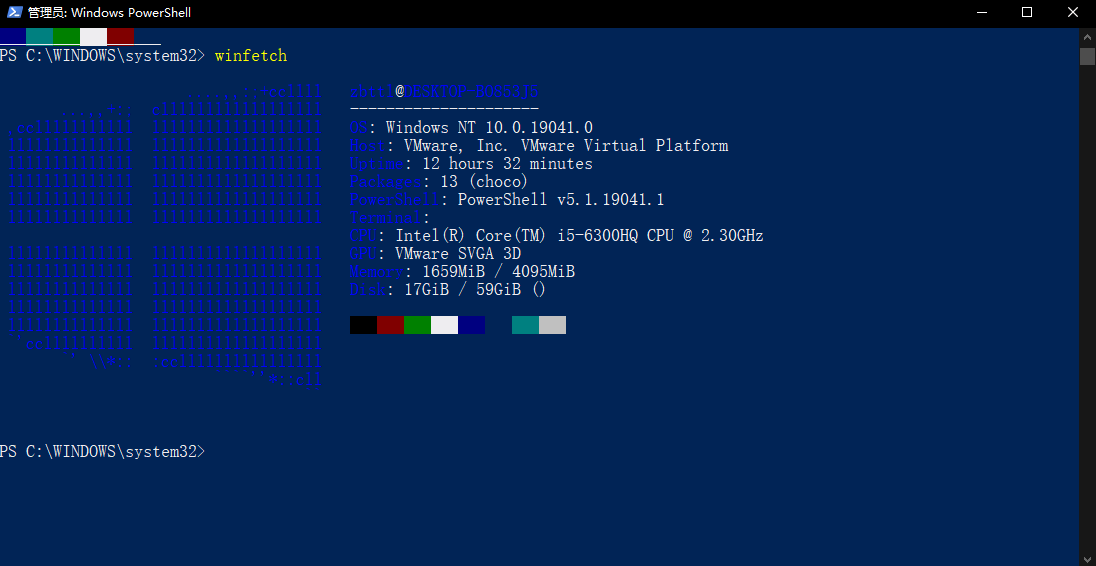 管理员: Windows PowerShell
PS C:\WINDOWS\system32> winfetch
OS: Windows NT 10.0.19041.0
Host: VMware, Inc. VMware Virtual Platform
Uptime: 12 hours 32 minutes
Packages: 13 (choco)
PowerShell: PowerShell v5.1.19041.1
Terminal:
CPU: Intel(R) Core(TM) i5-6300HQ CPU @ 2.30GHz
GPU: VMware SVGA 3D
Memory: 1659MiB / 4095MiB
Disk: 17GiB / 59GiB ()
PS C:\WINDOWS\system32>